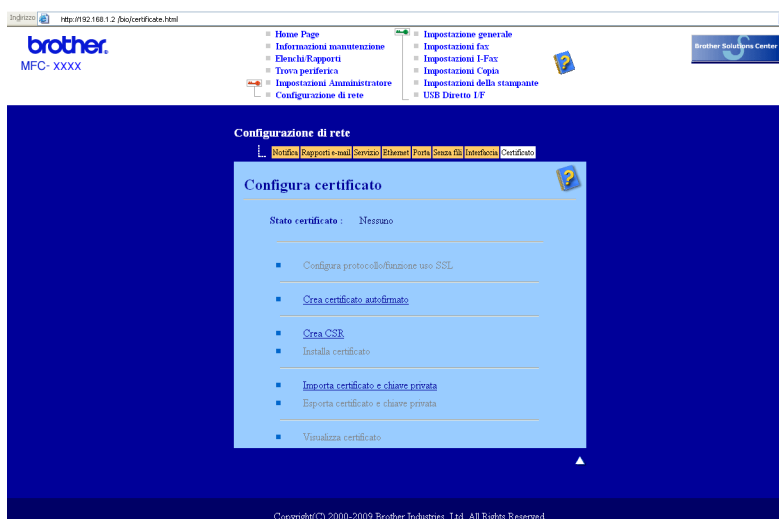 Indirizzo http://192.168.1.2 /bio/certificate.html
brother.
MFC- XXXX
Home Page
Informazioni manutenzione
Elenchi/Rapporti
Trova periferica
Impostazioni Amministratore
Configurazione di rete
Impostazione generale
Impostazioni fax
Impostazioni I-Fax
Impostazioni Copia
Impostazioni della stampante
USB Diretto I/F
?
Brother Solutions Center
Configurazione di rete
Notifica Rapporti e-mail Servizio Ethernet Porta Senza fili Interfaccia Certificato
Configura certificato
?
Stato certificato : Nessuno
Configura protocollo/funzione uso SSL
Crea certificato autofirmato
Crea CSR
Installa certificato
Importa certificato e chiave privata
Esporta certificato e chiave privata
Visualizza certificato
Copyright(C) 2000-2009 Brother Industries, Ltd. All Rights Reserved.